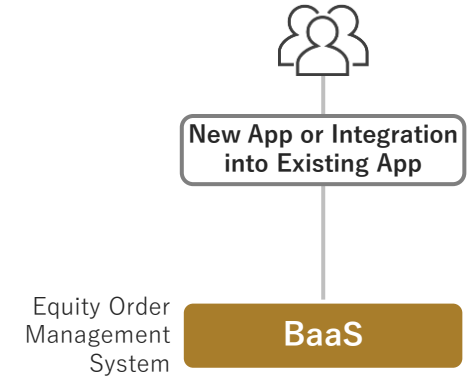 New App or Integration
into Existing App
Equity Order
Management
System
BaaS